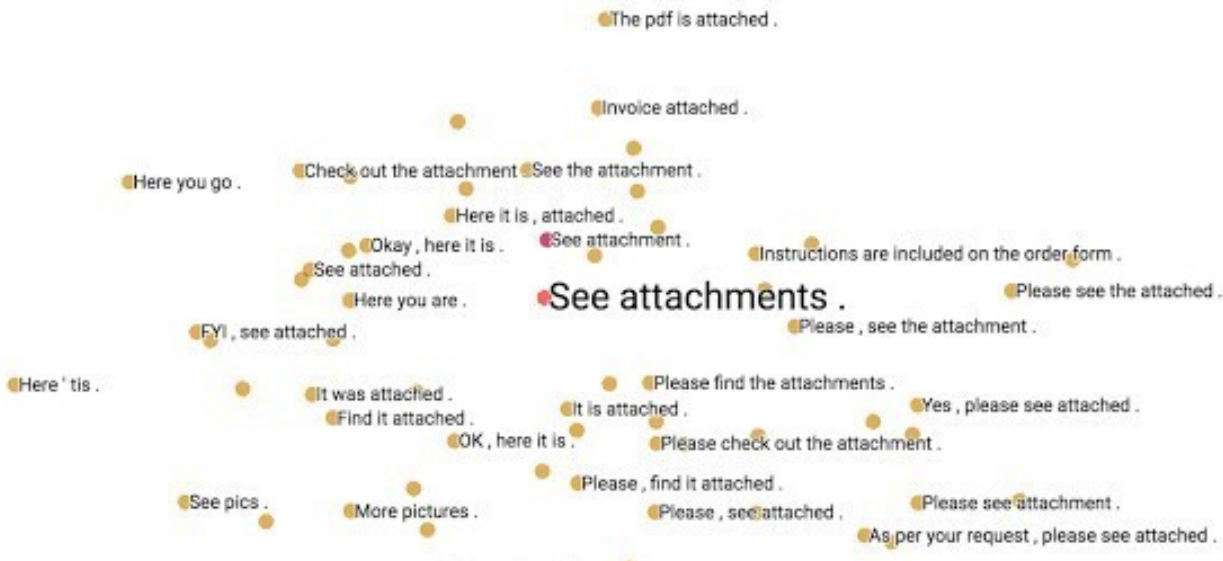 The pdf is attached .
Invoice attached .
Check out the attachment
See the attachment .
Here you go .
Here it is , attached .
See attachment .
Okay , here it is .
Instructions are included on the order form .
See attached .
Please see the attached .
See attachments .
Here you are .
Please , see the attachment .
FYI , see attached .
Please find the attachments .
Here ' tis .
It was attached .
Yes , please see attached .
It is attached .
Find it attached .
OK , here it is .
Please check out the attachment .
Please , find it attached .
See pics .
Please see attachment .
More pictures .
Please , see attached .
As per your request , please see attached .